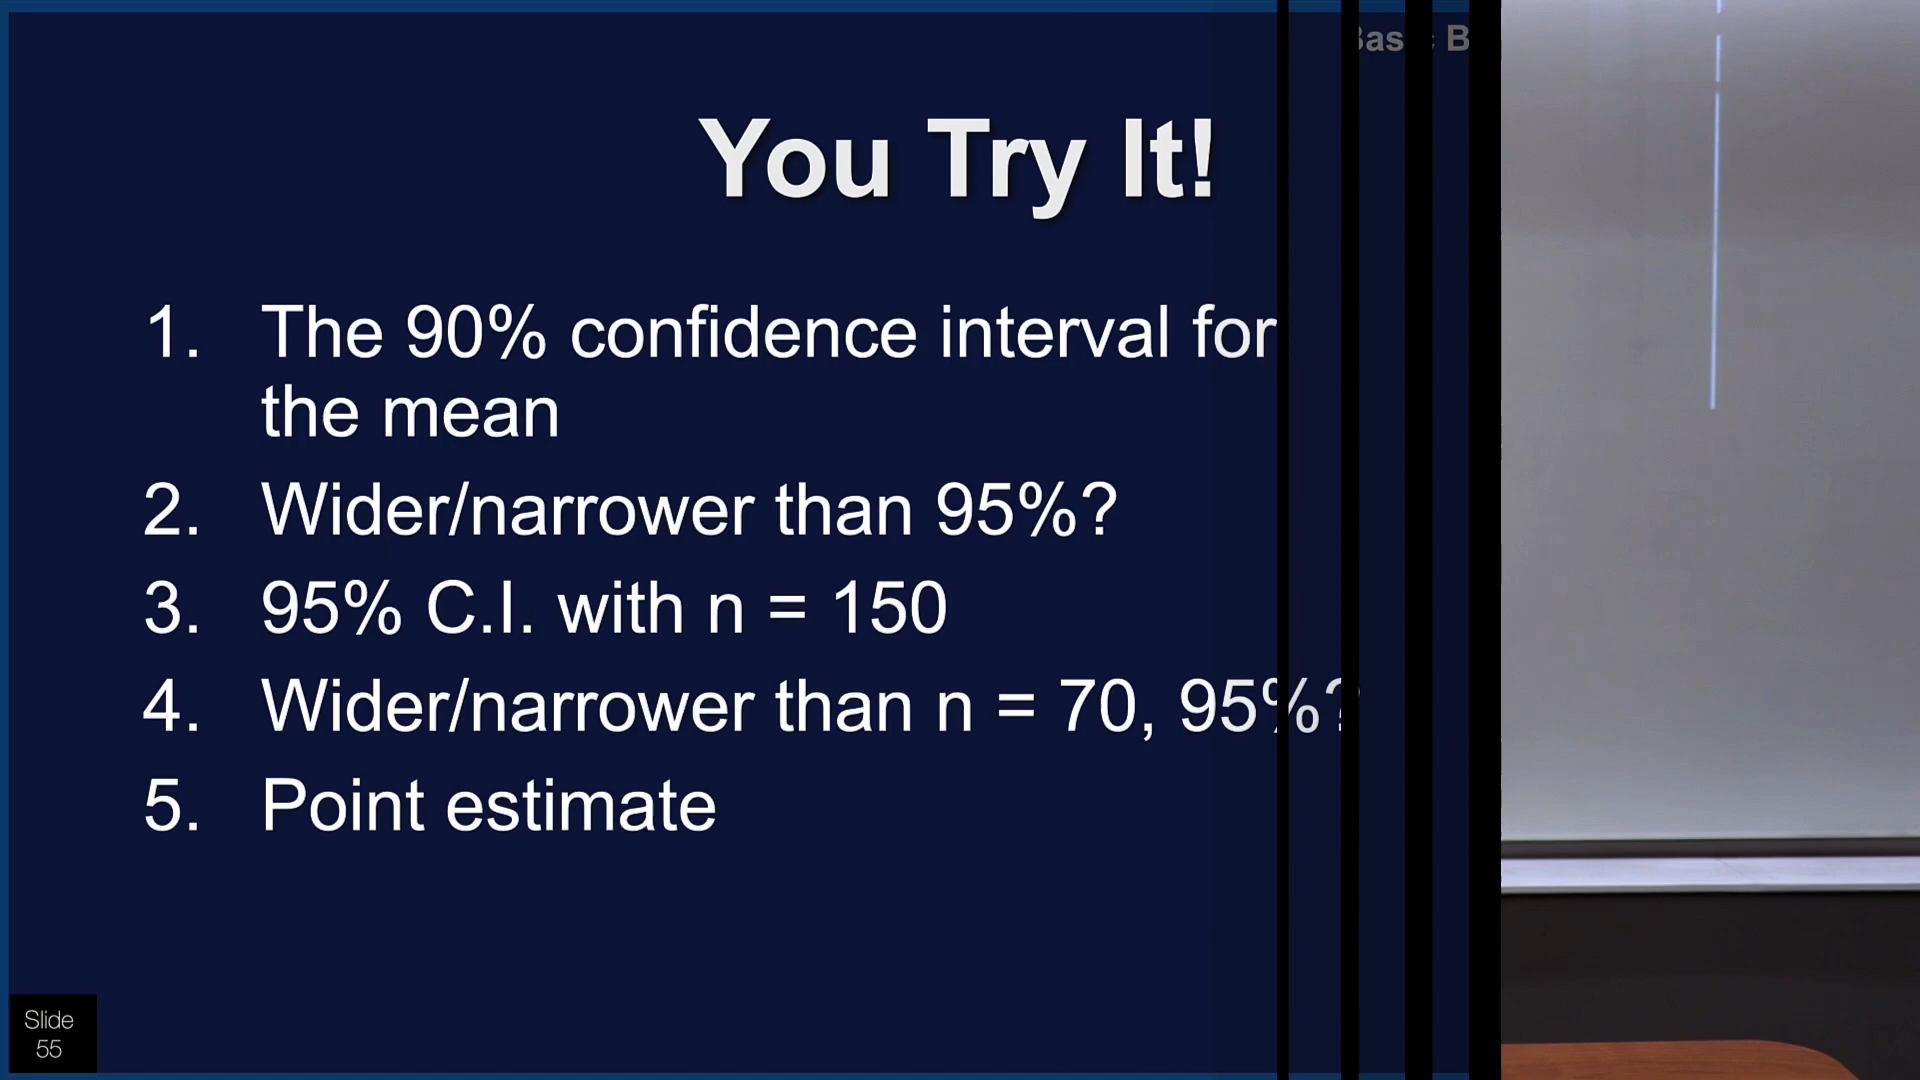 You Try It!
1. The 90% confidence interval for
the mean
2. Wider/narrower than 95%?
3. 95% C.I. with n = 150
4. Wider/narrower than n = 70, 95%?
5. Point estimate
Slide
55